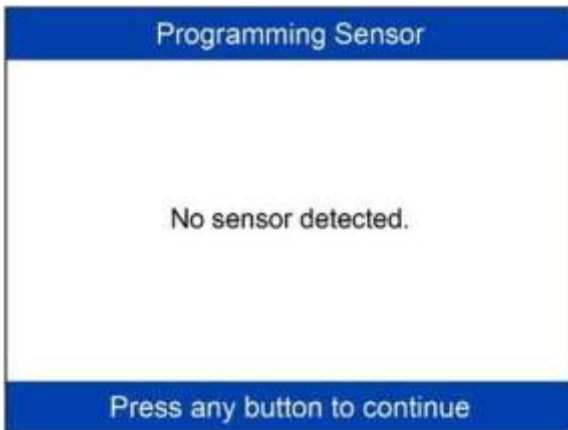 Programming Sensor
No sensor detected.
Press any button to continue